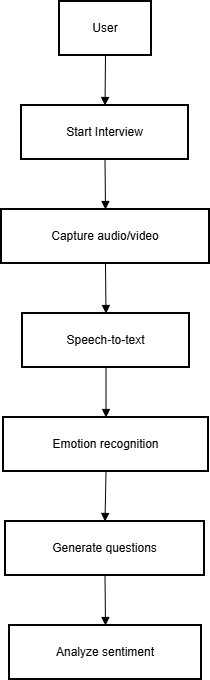 User
Start Interview
Capture audio/video
Speech-to-text
Emotion recognition
Generate questions
Analyze sentiment